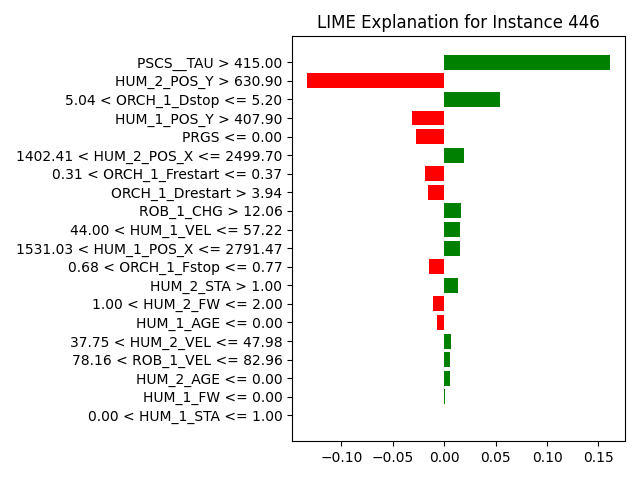 LIME Explanation for Instance 446
PSCS__TAU > 415.00
HUM_2_POS_Y > 630.90
5.04 < ORCH_1_Dstop <= 5.20
HUM_1_POS_Y > 407.90
PRGS <= 0.00
1402.41 < HUM_2_POS_X <= 2499.70
0.31 < ORCH_1_Frestart <= 0.37
ORCH_1_Drestart > 3.94
ROB_1_CHG > 12.06
44.00 < HUM_1_VEL <= 57.22
1531.03 < HUM_1_POS_X <= 2791.47
0.68 < ORCH_1_Fstop <= 0.77
HUM_2_STA > 1.00
1.00 < HUM_2_FW <= 2.00
HUM_1_AGE <= 0.00
37.75 < HUM_2_VEL <= 47.98
78.16 < ROB_1_VEL <= 82.96
HUM_2_AGE <= 0.00
HUM_1_FW <= 0.00
0.00 < HUM_1_STA <= 1.00
−0.10 −0.05 0.00 0.05 0.10 0.15